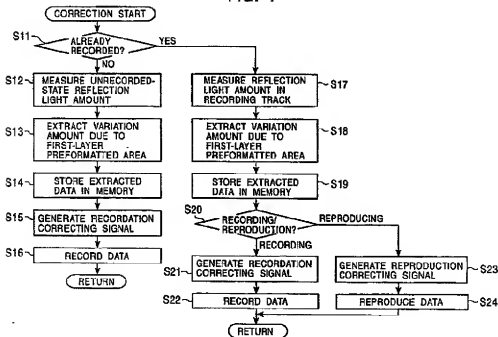 CORRECTION START
S11
ALREADY
RECORDED?
YES
NO
S12
MEASURE UNRECORDED-
STATE REFLECTION
LIGHT AMOUNT
S13
EXTRACT VARIATION
AMOUNT DUE TO
FIRST-LAYER
PREFORMATTED AREA
S14
STORE EXTRACTED
DATA IN MEMORY
S15
GENERATE RECORDATION
CORRECTING SIGNAL
S16
RECORD DATA
RETURN
MEASURE REFLECTION
LIGHT AMOUNT IN
RECORDING TRACK
S17
EXTRACT VARIATION
AMOUNT DUE TO
FIRST-LAYER
PREFORMATTED AREA
S18
STORE EXTRACTED
DATA IN MEMORY
S19
S20
RECORDING/
REPRODUCTION?
REPRODUCING
RECORDING
S21
GENERATE RECORDATION
CORRECTING SIGNAL
S22
RECORD DATA
GENERATE REPRODUCTION
CORRECTING SIGNAL
S23
REPRODUCE DATA
S24
RETURN